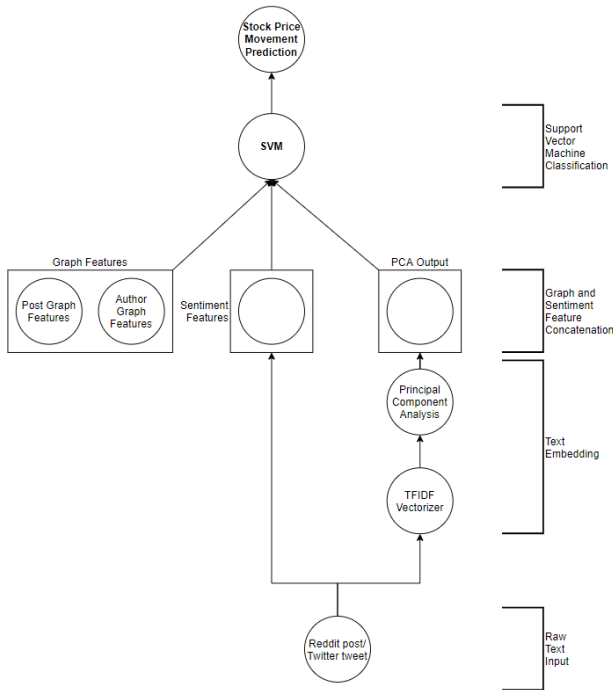 Stock Price
Movement
Prediction
SVM
Support
Vector
Machine
Classification
Graph Features
PCA Output
Post Graph
Features
Author
Graph
Features
Sentiment
Features
Graph and
Sentiment
Feature
Concatenation
Principal
Component
Analysis
Text
Embedding
TFIDF
Vectorizer
Reddit post/
Twitter tweet
Raw
Text
Input